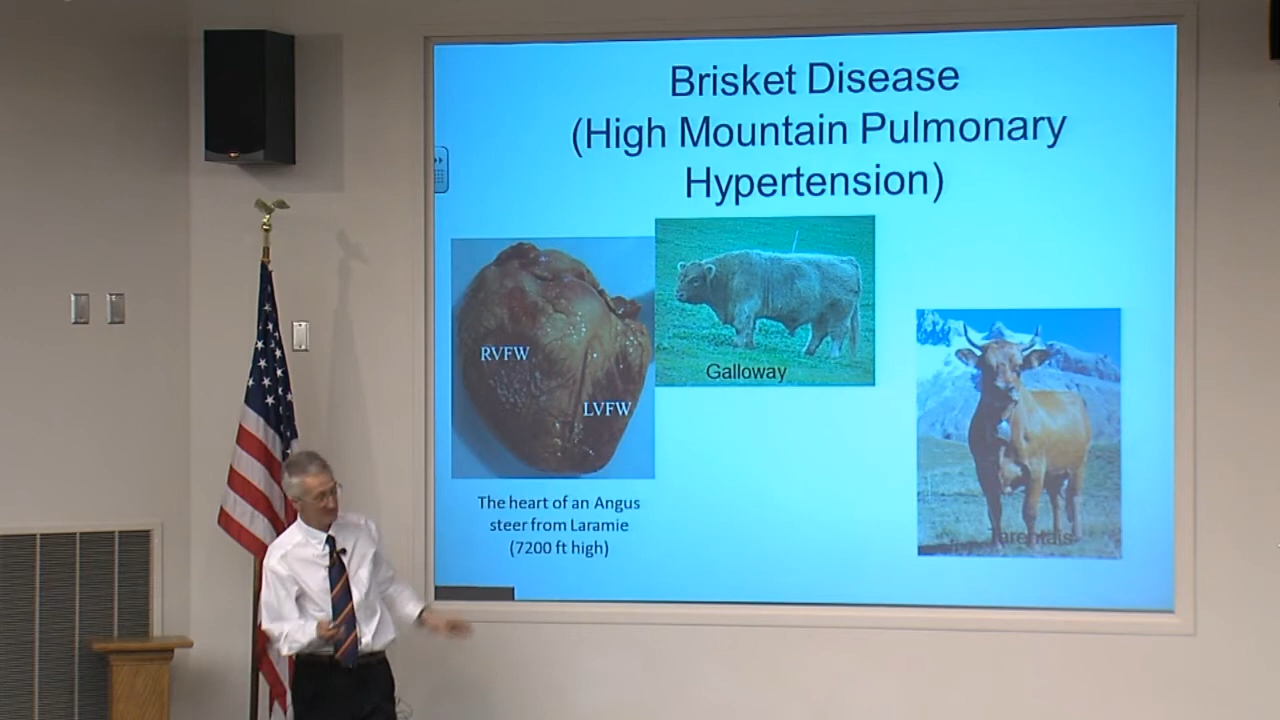 Brisket Disease
(High Mountain Pulmonary
Hypertension)
RVFW
LVFW
Galloway
The heart of an Angus
steer from Laramie
(7200 ft high)
Tarentais